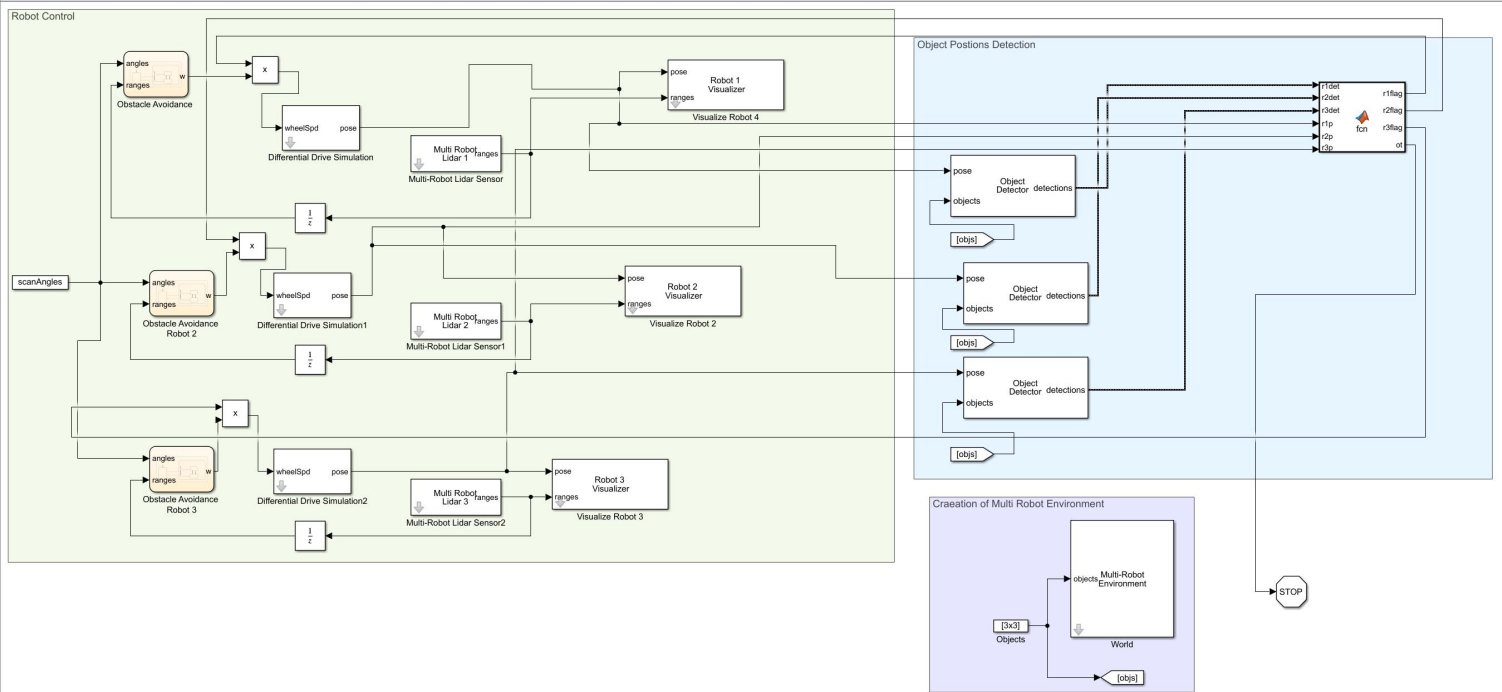 Robot Control
angles
ranges
w
Obstacle Avoidance
x
wheelSpd
pose
Differential Drive Simulation
Multi Robot
Lidar 1
ranges
Multi-Robot Lidar Sensor
pose
ranges
Robot 1
Visualizer
Visualize Robot 4
1
z
scanAngles
angles
ranges
w
Obstacle Avoidance
Robot 2
x
wheelSpd
pose
Differential Drive Simulation1
Multi Robot
Lidar 2
ranges
Multi-Robot Lidar Sensor1
pose
ranges
Robot 2
Visualizer
Visualize Robot 2
1
z
angles
ranges
w
Obstacle Avoidance
Robot 3
x
wheelSpd
pose
Differential Drive Simulation2
Multi Robot
Lidar 3
ranges
Multi-Robot Lidar Sensor2
pose
ranges
Robot 3
Visualizer
Visualize Robot 3
1
z
Object Postions Detection
r1det
r2det
r3det
r1p
r2p
r3p
fcn
r1flag
r2flag
r3flag
ot
pose
objects
Object
Detector
detections
[objs]
pose
objects
Object
Detector
detections
[objs]
pose
objects
Object
Detector
detections
[objs]
Craeation of Multi Robot Environment
objects
Multi-Robot
Environment
World
[3x3]
Objects
[objs]
STOP